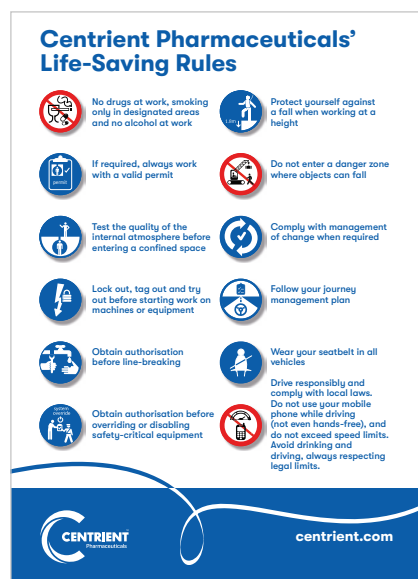 Centrient Pharmaceuticals'
Life-Saving Rules
No drugs at work, smoking
only in designated areas
and no alcohol at work
1.5m
Protect yourself against
a fall when working at a
height
permit
If required, always work
with a valid permit
Do not enter a danger zone
where objects can fall
Test the quality of the
internal atmosphere before
entering a confined space
Comply with management
of change when required
Lock out, tag out and try
out before starting work on
machines or equipment
Follow your journey
management plan
Obtain authorisation
before line-breaking
Wear your seatbelt in all
vehicles
system
override
Obtain authorisation before
overriding or disabling
safety-critical equipment
Drive responsibly and
comply with local laws.
Do not use your mobile
phone while driving
(not even hands-free), and
do not exceed speed limits.
Avoid drinking and
driving, always respecting
legal limits.
CENTRIENT
Pharmaceuticals
centrient.com